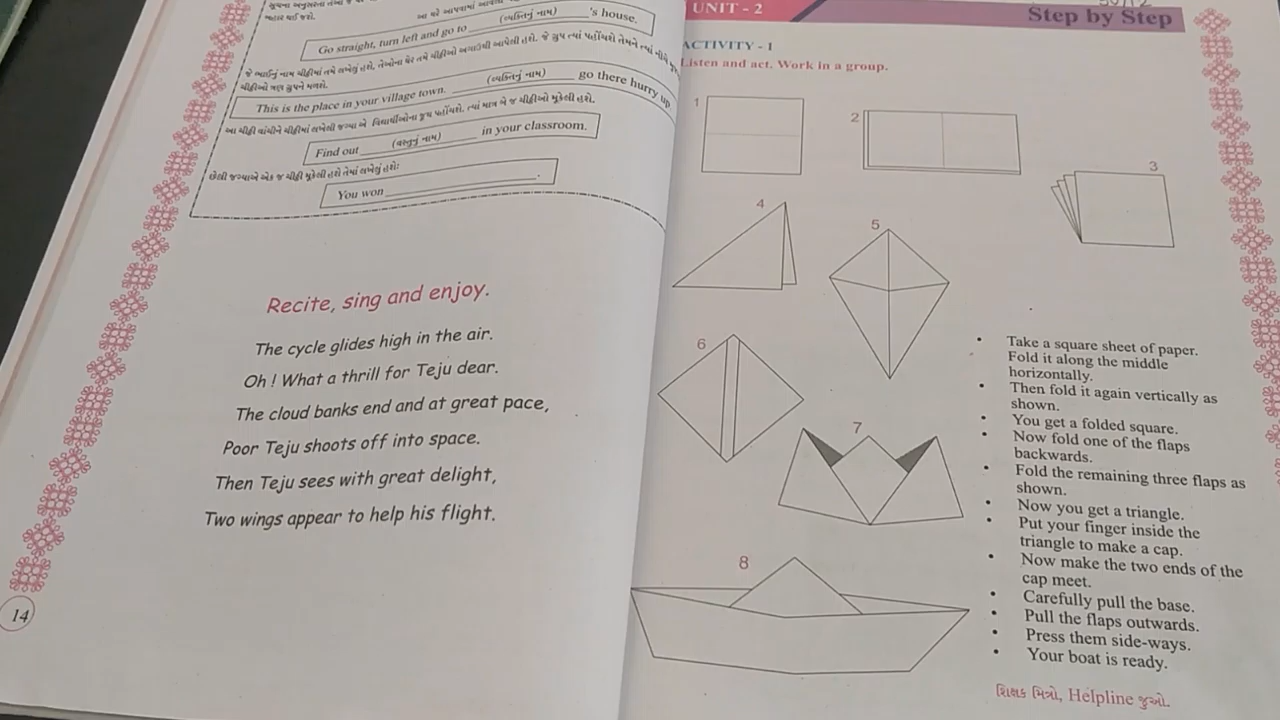 Go straight, turn left and go to (વ્યક્તિનું નામ) 's house.
This is the place in your village town. (વ્યક્તિનું નામ) go there hurry up
Find out (વસ્તુનું નામ) in your classroom.
છેલ્લી જગ્યાએ એક જ ચીઠ્ઠી મૂકેલી હશે તેમાં લખેલું હશેઃ
You won .
Recite, sing and enjoy.
The cycle glides high in the air.
Oh ! What a thrill for Teju dear.
The cloud banks end and at great pace,
Poor Teju shoots off into space.
Then Teju sees with great delight,
Two wings appear to help his flight.
14
UNIT - 2
Step by Step
ACTIVITY - 1
Listen and act. Work in a group.
1
2
3
4
5
6
7
8
• Take a square sheet of paper.
Fold it along the middle
horizontally.
• Then fold it again vertically as
shown.
• You get a folded square.
• Now fold one of the flaps
backwards.
• Fold the remaining three flaps as
shown.
• Now you get a triangle.
• Put your finger inside the
triangle to make a cap.
• Now make the two ends of the
cap meet.
• Carefully pull the base.
• Pull the flaps outwards.
• Press them side-ways.
• Your boat is ready.
શિક્ષક મિત્રો, Helpline જુઓ.